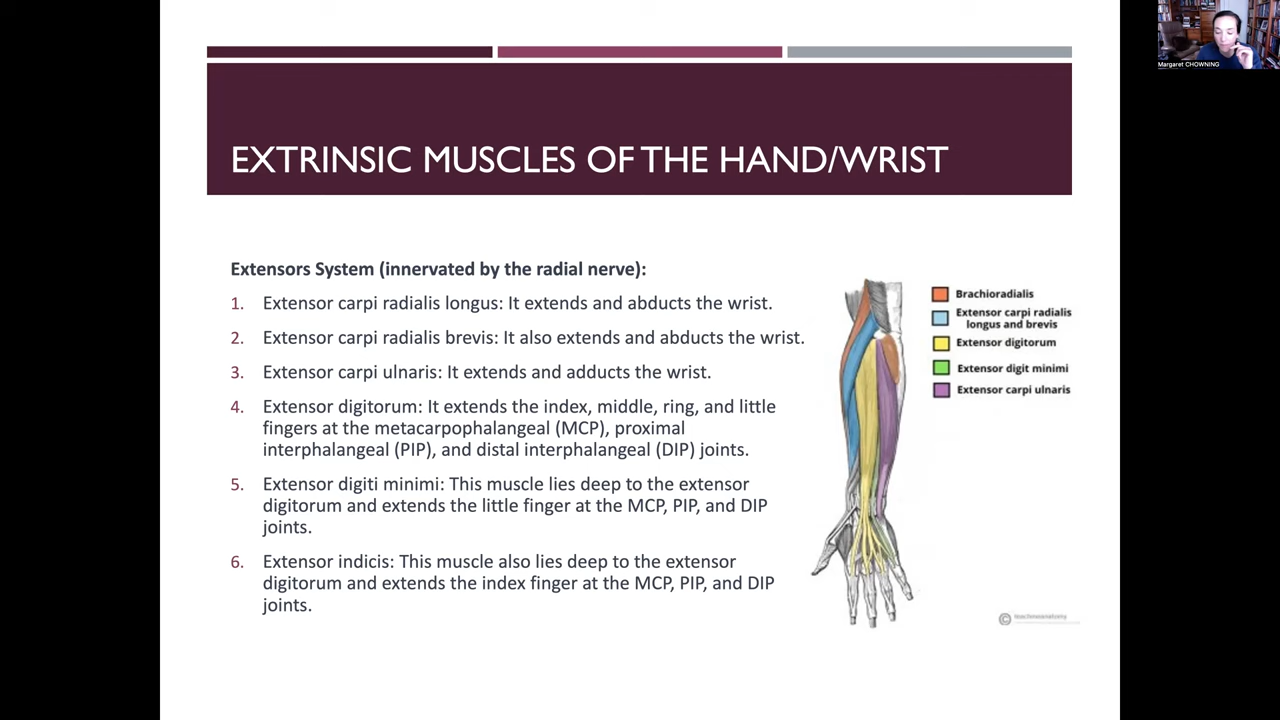 Margaret CHOWNING
EXTRINSIC MUSCLES OF THE HAND/WRIST
Extensors System (innervated by the radial nerve):
1. Extensor carpi radialis longus: It extends and abducts the wrist.
2. Extensor carpi radialis brevis: It also extends and abducts the wrist.
3. Extensor carpi ulnaris: It extends and adducts the wrist.
4. Extensor digitorum: It extends the index, middle, ring, and little
fingers at the metacarpophalangeal (MCP), proximal
interphalangeal (PIP), and distal interphalangeal (DIP) joints.
5. Extensor digiti minimi: This muscle lies deep to the extensor
digitorum and extends the little finger at the MCP, PIP, and DIP
joints.
6. Extensor indicis: This muscle also lies deep to the extensor
digitorum and extends the index finger at the MCP, PIP, and DIP
joints.
Brachioradialis
Extensor carpi radialis
longus and brevis
Extensor digitorum
Extensor digit minimi
Extensor carpi ulnaris
©